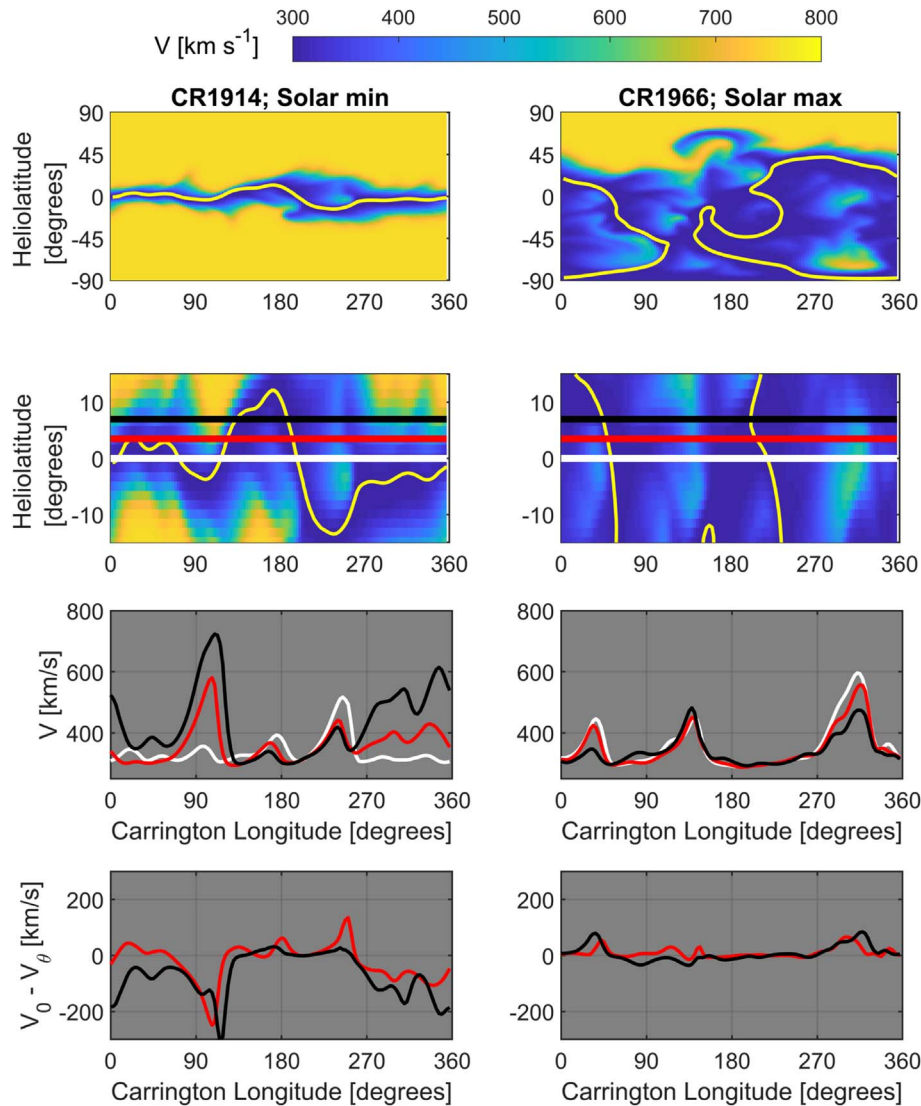 300 400 500 600 700 800
V [km s⁻¹]
CR1914; Solar min
CR1966; Solar max
Heliolatitude
[degrees]
90
45
0
-45
-90
0 90 180 270 360
90
45
0
-45
-90
0 90 180 270 360
Heliolatitude
[degrees]
10
0
-10
0 90 180 270 360
10
0
-10
0 90 180 270 360
V [km/s]
800
600
400
0 90 180 270 360
Carrington Longitude [degrees]
800
600
400
0 90 180 270 360
Carrington Longitude [degrees]
V₀ - V_θ [km/s]
200
0
-200
0 90 180 270 360
Carrington Longitude [degrees]
200
0
-200
0 90 180 270 360
Carrington Longitude [degrees]